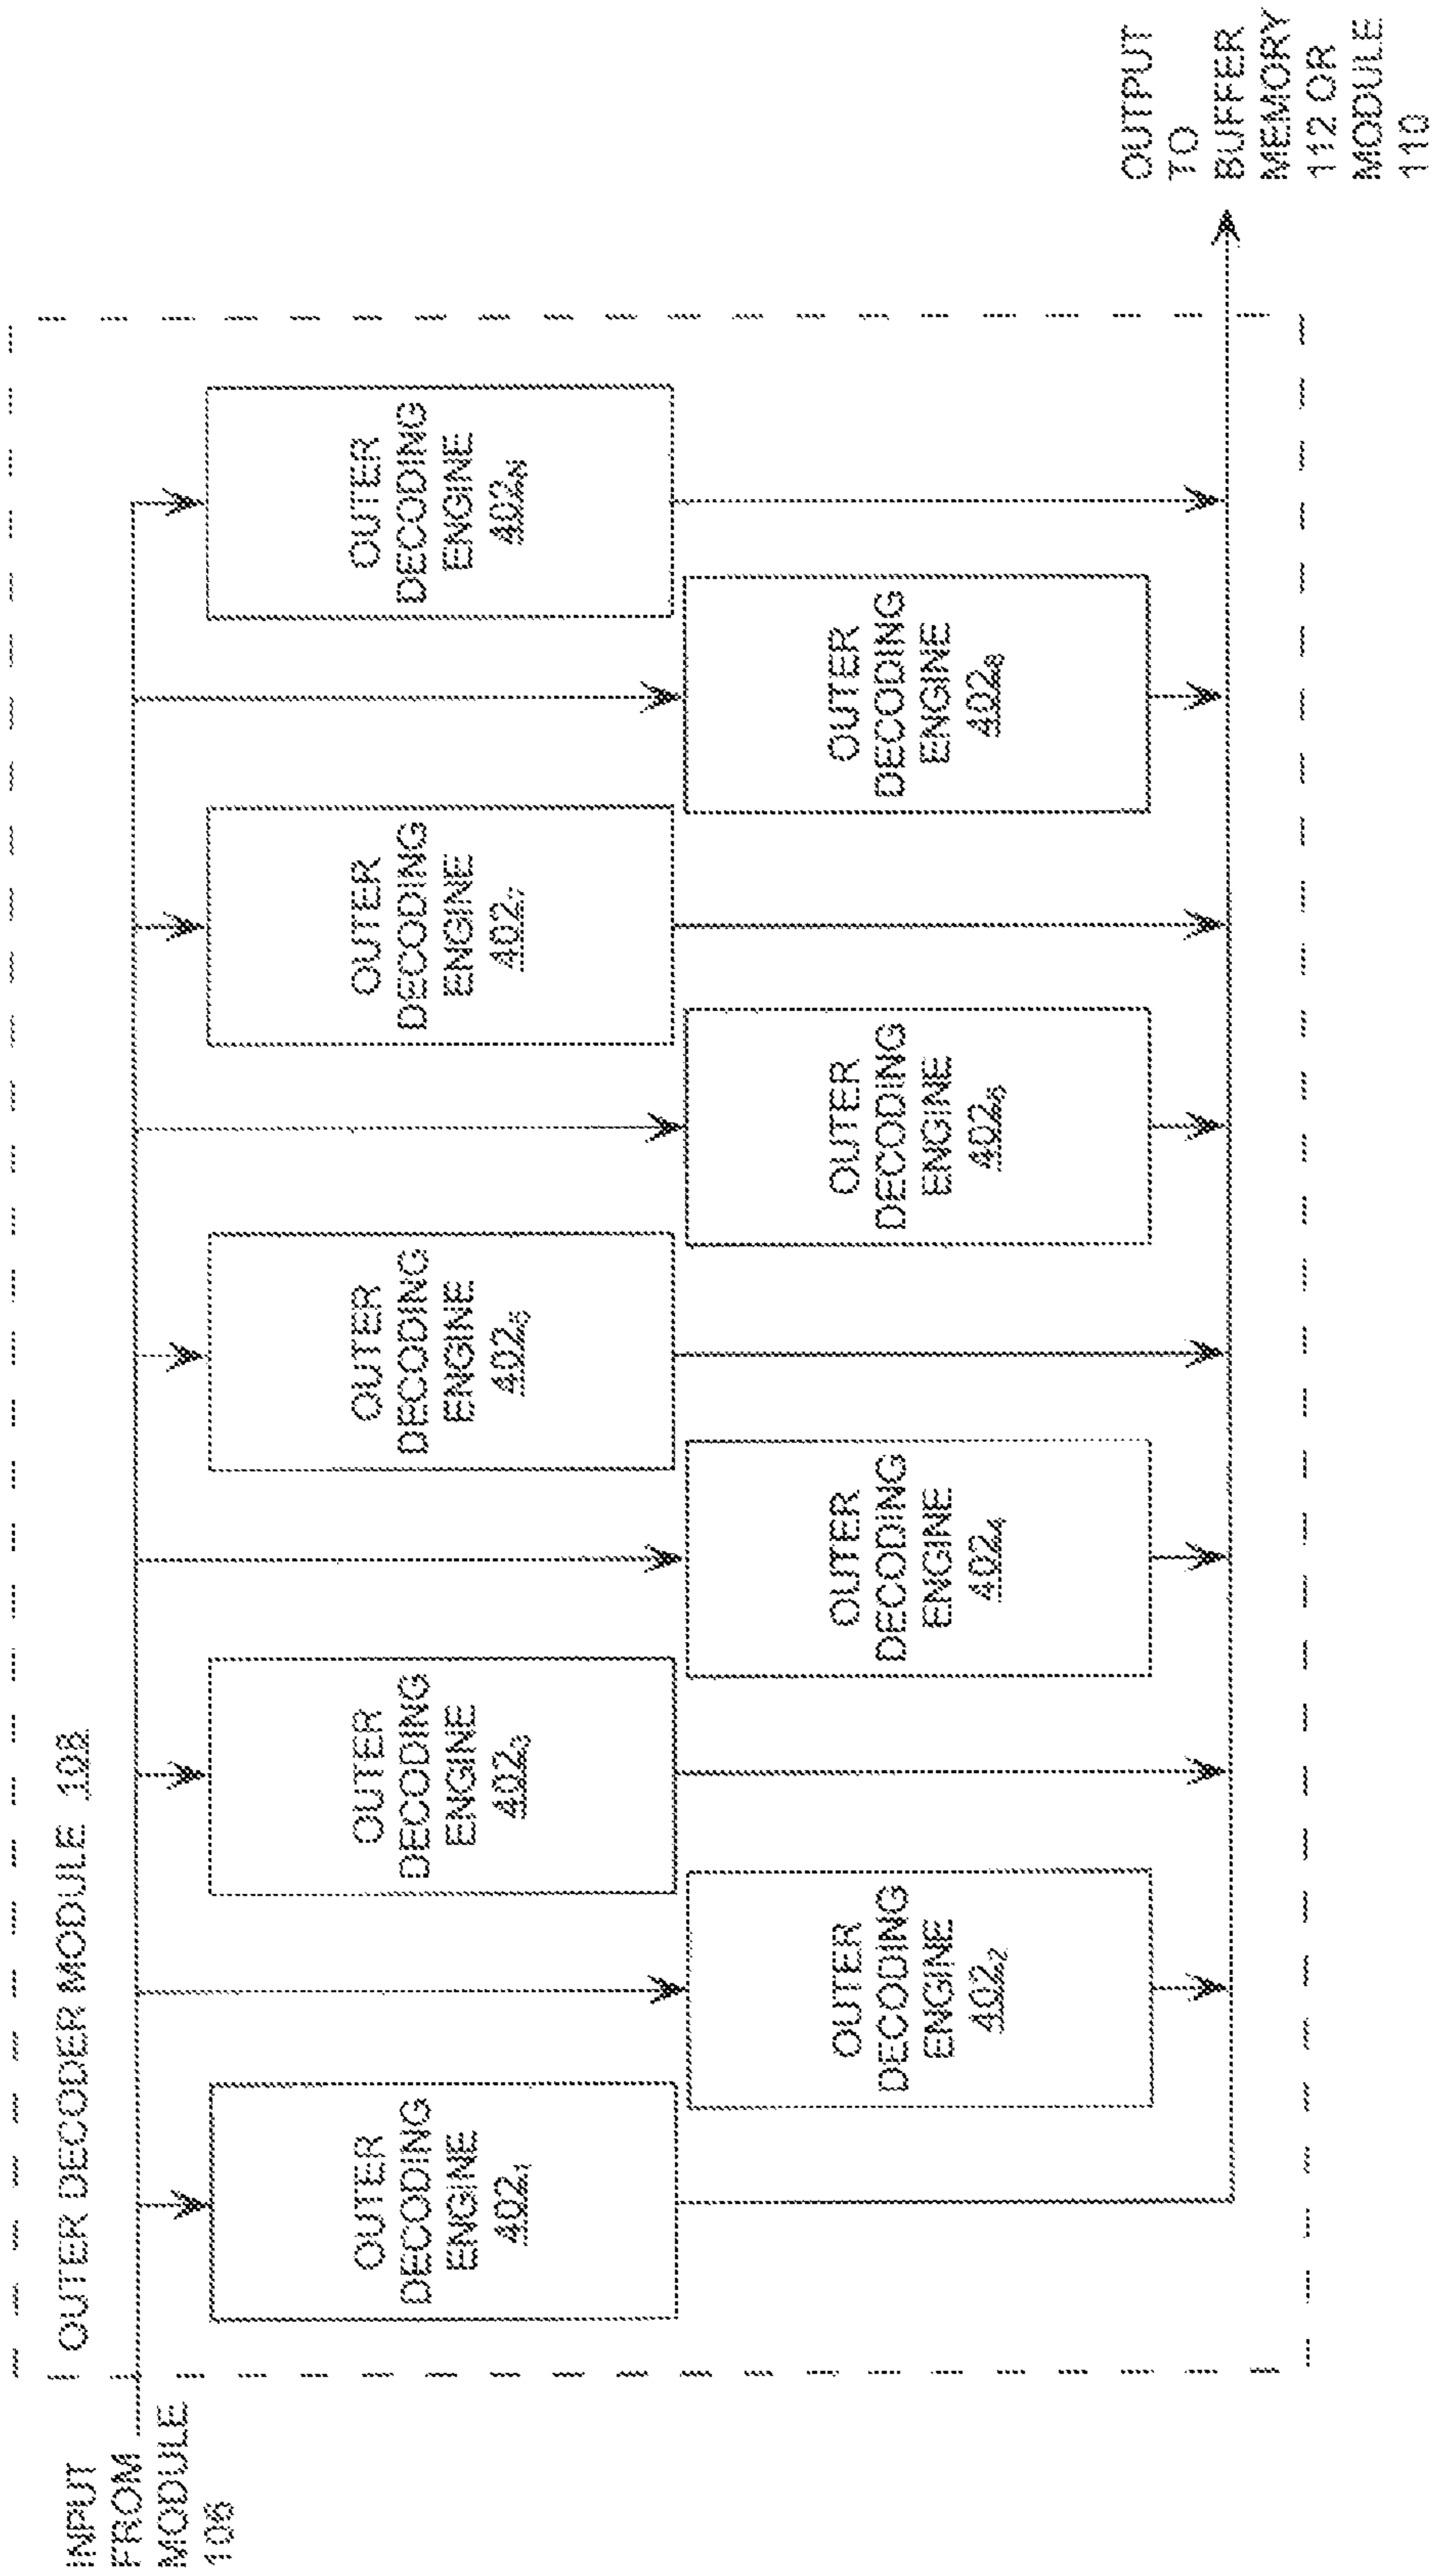 INPUT
FROM
MODULE
106
OUTER DECODER MODULE 108
OUTER
DECODING
ENGINE
402₁
OUTER
DECODING
ENGINE
402₂
OUTER
DECODING
ENGINE
402₃
OUTER
DECODING
ENGINE
402₄
OUTER
DECODING
ENGINE
402₅
OUTER
DECODING
ENGINE
402₆
OUTER
DECODING
ENGINE
402₇
OUTER
DECODING
ENGINE
402₈
OUTER
DECODING
ENGINE
402N
OUTPUT
TO
BUFFER
MEMORY
112 OR
MODULE
110